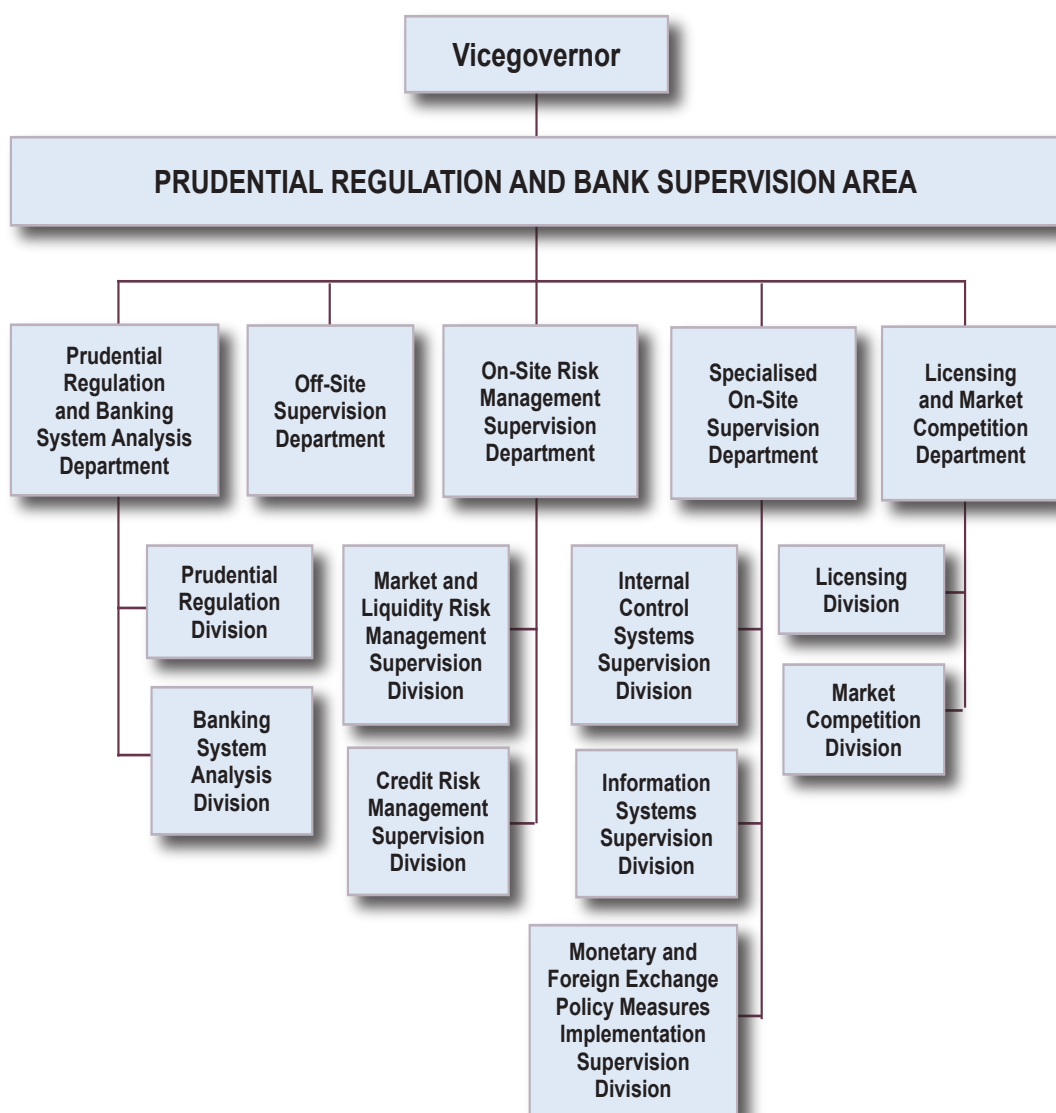 Vicegovernor
PRUDENTIAL REGULATION AND BANK SUPERVISION AREA
Prudential
Regulation
and Banking
System Analysis
Department
Off-Site
Supervision
Department
On-Site Risk
Management
Supervision
Department
Specialised
On-Site
Supervision
Department
Licensing
and Market
Competition
Department
Prudential
Regulation
Division
Banking
System
Analysis
Division
Market and
Liquidity Risk
Management
Supervision
Division
Credit Risk
Management
Supervision
Division
Internal
Control
Systems
Supervision
Division
Information
Systems
Supervision
Division
Monetary and
Foreign Exchange
Policy Measures
Implementation
Supervision
Division
Licensing
Division
Market
Competition
Division